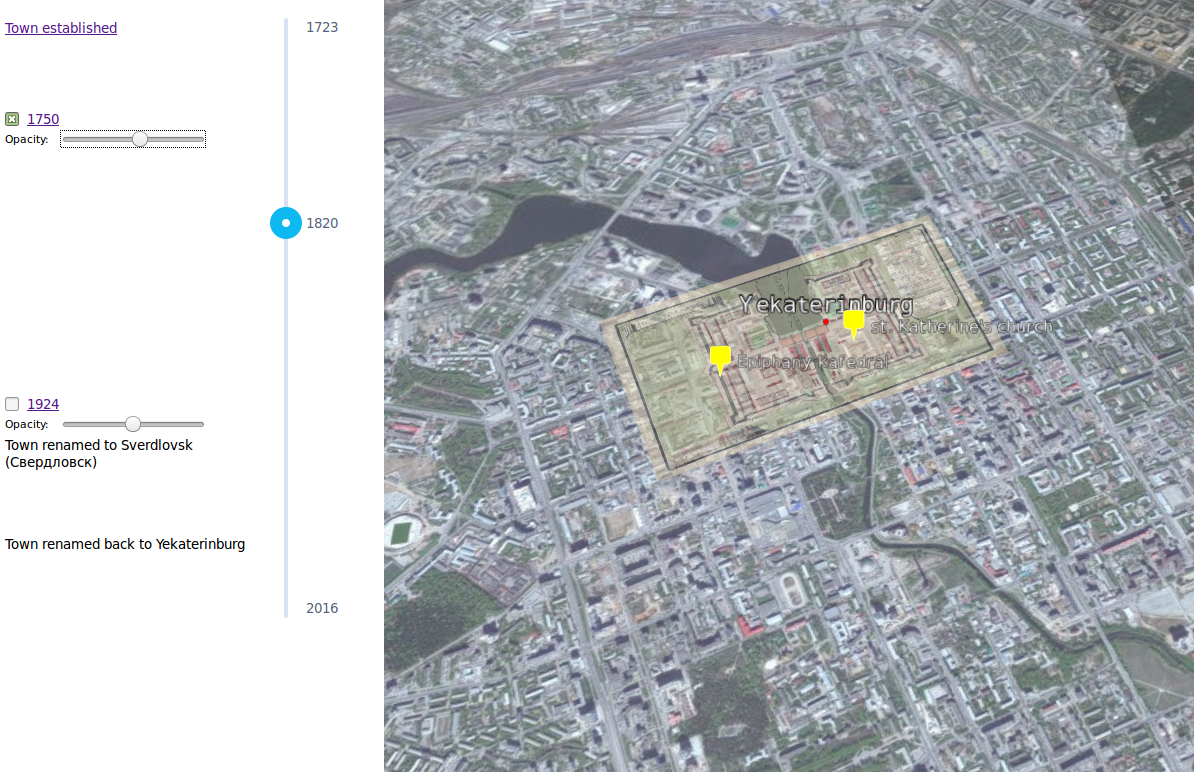 Town established
1723
1750
Opacity:
1820
1924
Opacity:
Town renamed to Sverdlovsk
(Свердловск)
Town renamed back to Yekaterinburg
2016
Yekaterinburg
st. Katherine's church
Epiphany katedral